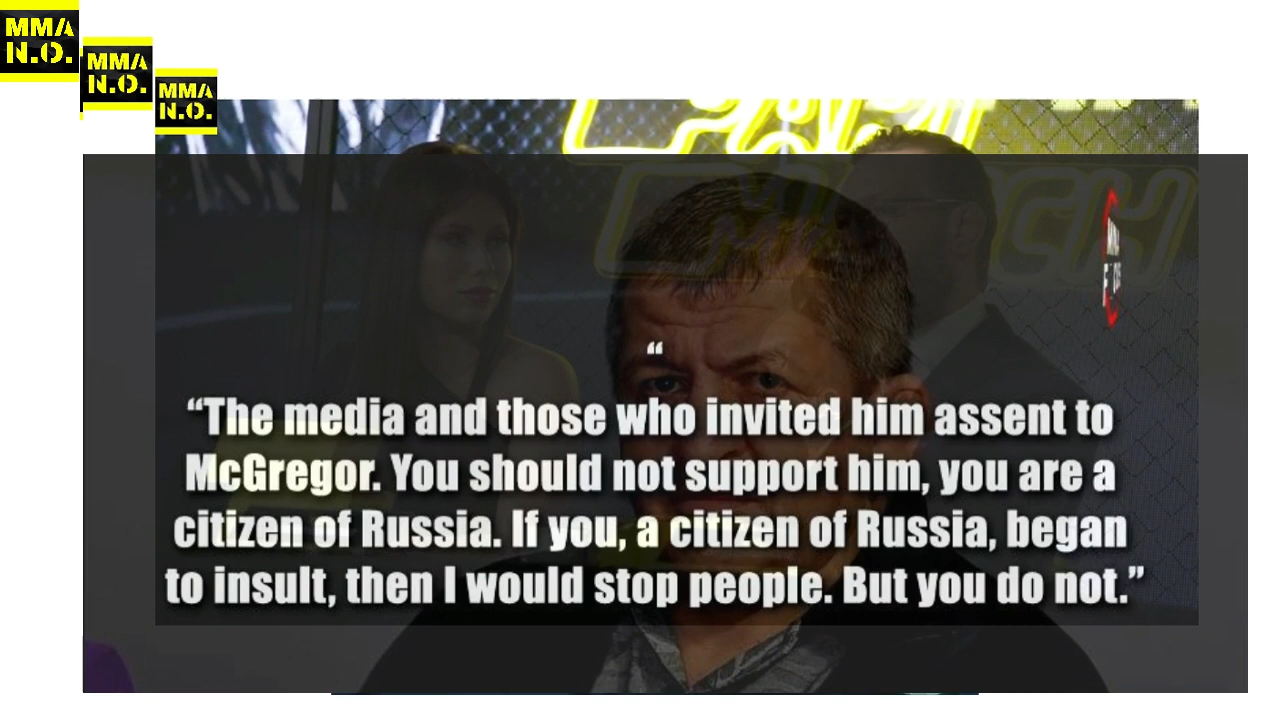 MMA
N.O.
MMA
N.O.
MMA
N.O.
“
“The media and those who invited him assent to
McGregor. You should not support him, you are a
citizen of Russia. If you, a citizen of Russia, began
to insult, then I would stop people. But you do not.”